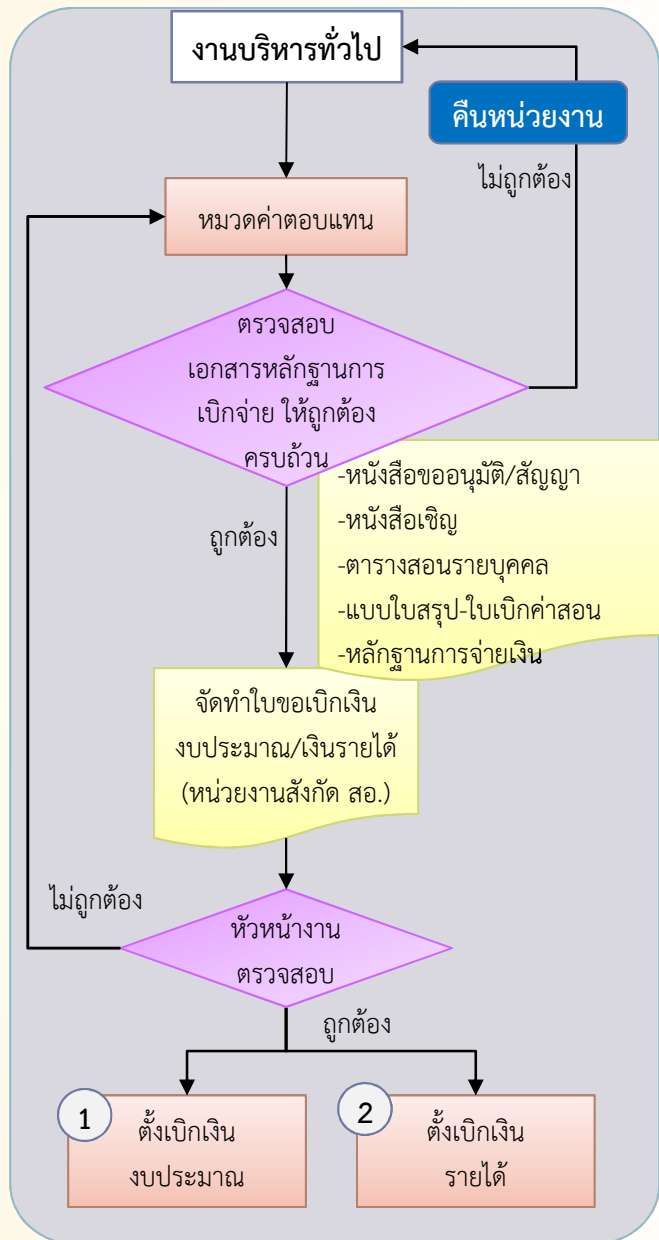 งานบริหารทั่วไป
คืนหน่วยงาน
ไม่ถูกต้อง
หมวดค่าตอบแทน
ตรวจสอบ
เอกสารหลักฐานการ
เบิกจ่าย ให้ถูกต้อง
ครบถ้วน
-หนังสือขออนุมัติ/สัญญา
-หนังสือเชิญ
-ตารางสอนรายบุคคล
-แบบใบสรุป-ใบเบิกค่าสอน
-หลักฐานการจ่ายเงิน
ถูกต้อง
จัดทำใบขอเบิกเงิน
งบประมาณ/เงินรายได้
(หน่วยงานสังกัด สอ.)
ไม่ถูกต้อง
หัวหน้างาน
ตรวจสอบ
ถูกต้อง
1
ตั้งเบิกเงิน
งบประมาณ
2
ตั้งเบิกเงิน
รายได้